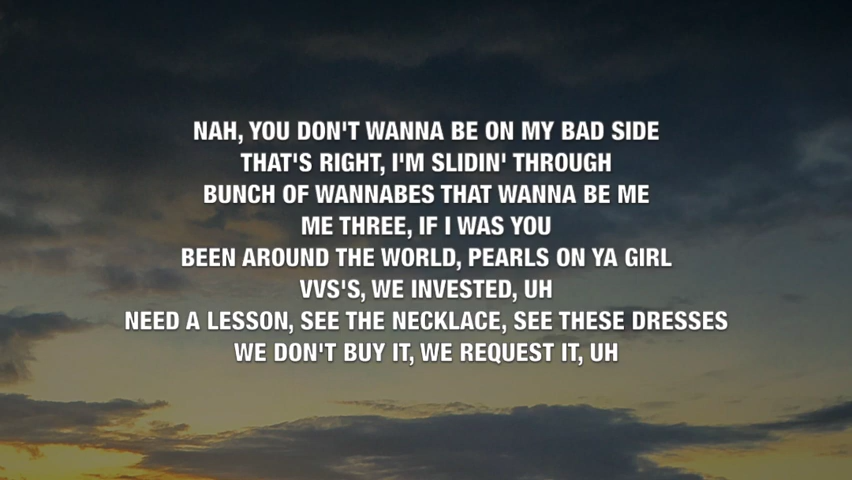 NAH, YOU DON'T WANNA BE ON MY BAD SIDE
THAT'S RIGHT, I'M SLIDIN' THROUGH
BUNCH OF WANNABES THAT WANNA BE ME
ME THREE, IF I WAS YOU
BEEN AROUND THE WORLD, PEARLS ON YA GIRL
VVS'S, WE INVESTED, UH
NEED A LESSON, SEE THE NECKLACE, SEE THESE DRESSES
WE DON'T BUY IT, WE REQUEST IT, UH